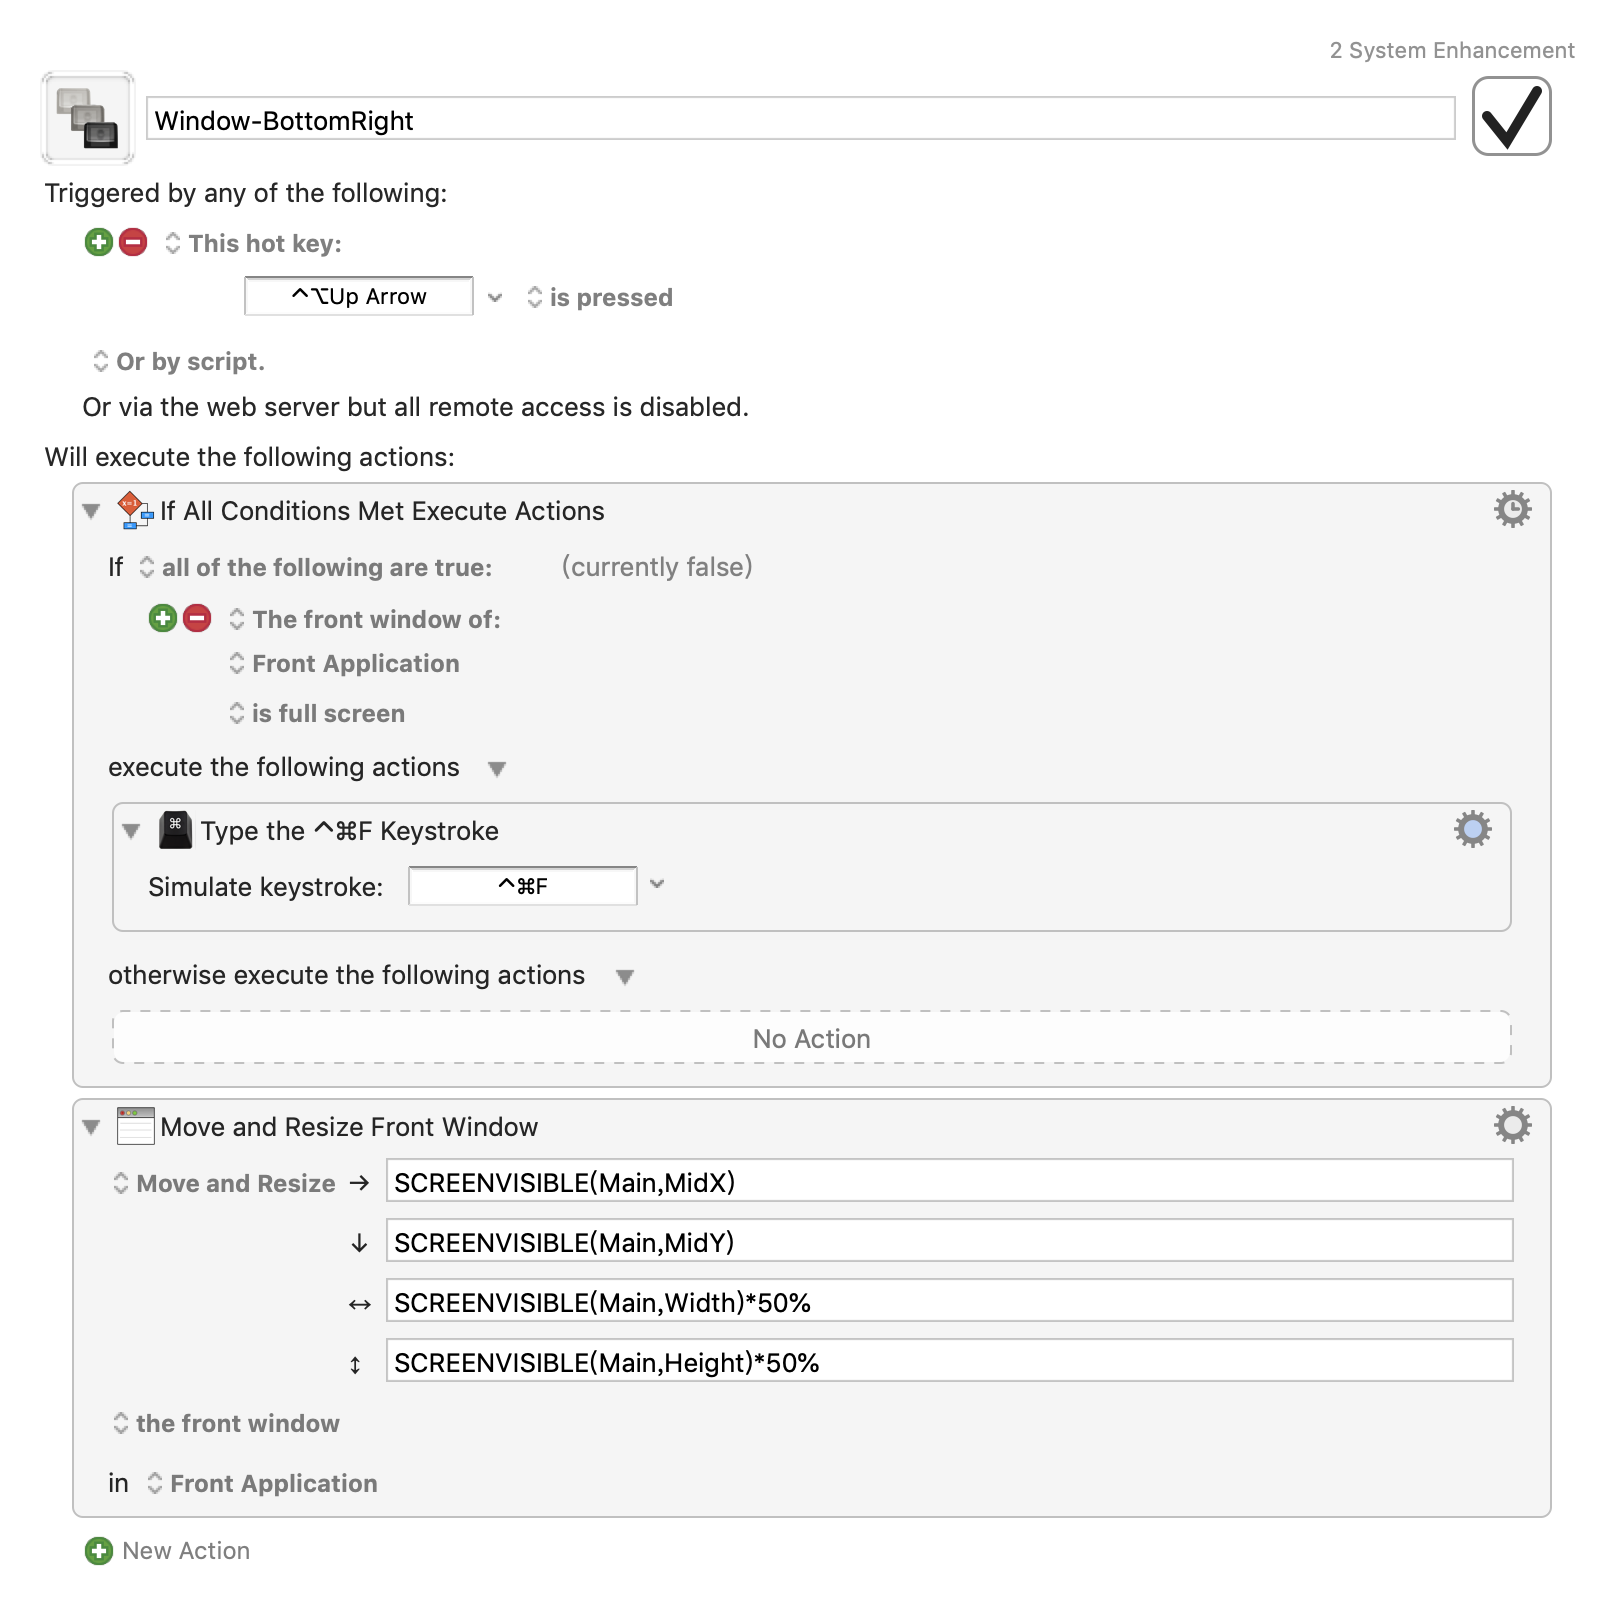 2 System Enhancement
Window-BottomRight
Triggered by any of the following:
This hot key:
^⌥Up Arrow is pressed
Or by script.
Or via the web server but all remote access is disabled.
Will execute the following actions:
If All Conditions Met Execute Actions
If all of the following are true: (currently false)
The front window of:
Front Application
is full screen
execute the following actions
Type the ^⌘F Keystroke
Simulate keystroke: ^⌘F
otherwise execute the following actions
No Action
Move and Resize Front Window
Move and Resize → SCREENVISIBLE(Main,MidX)
↓ SCREENVISIBLE(Main,MidY)
↔ SCREENVISIBLE(Main,Width)*50%
↕ SCREENVISIBLE(Main,Height)*50%
the front window
in Front Application
New Action